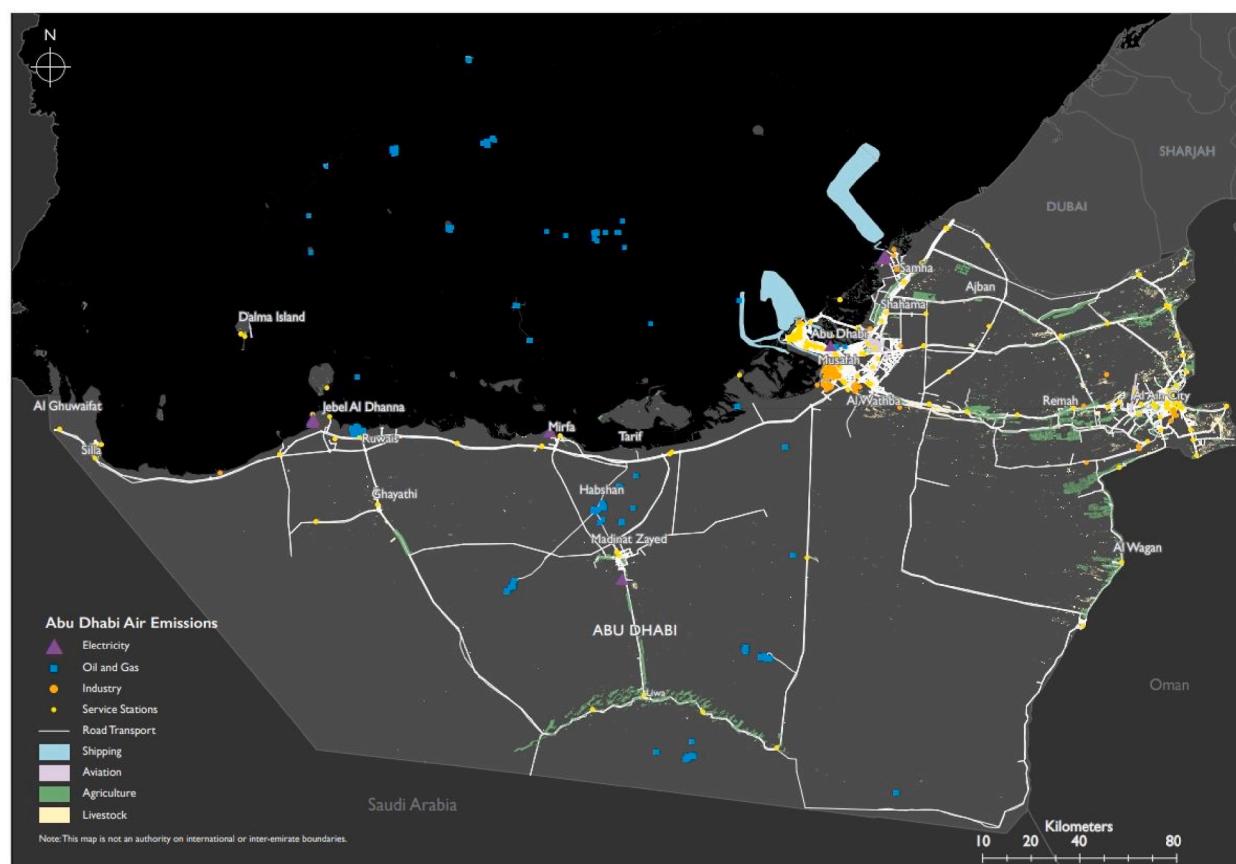 N
SHARJAH
DUBAI
Samha
Ajban
Shahama
Dalma Island
Abu Dhabi
Musafah
Al Ghuwaifat
Jebel Al Dhanna
Al Wathba
Remah
Al Ain City
Silla
Ruwais
Mirfa
Tarif
Ghayathi
Habshan
Madinat Zayed
Al Wagan
ABU DHABI
Liwa
Oman
Saudi Arabia
Abu Dhabi Air Emissions
Electricity
Oil and Gas
Industry
Service Stations
Road Transport
Shipping
Aviation
Agriculture
Livestock
Note: This map is not an authority on international or inter-emirate boundaries.
Kilometers
10 20 40 80